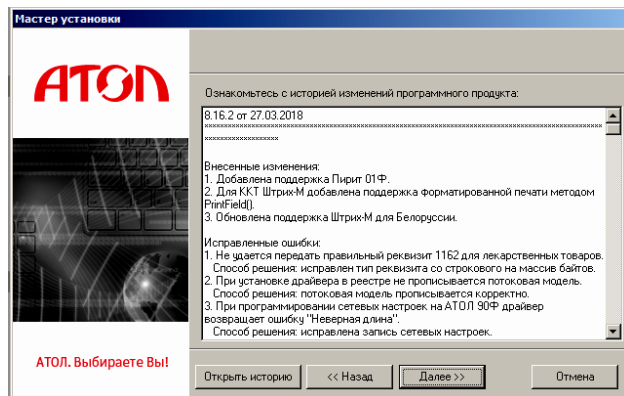 Мастер установки
АТОЛ
Ознакомьтесь с историей изменений программного продукта:
8.16.2 от 27.03.2018
Внесенные изменения:
1. Добавлена поддержка Пирит 01Ф.
2. Для ККТ Штрих-М добавлена поддержка форматированной печати методом
PrintField().
3. Обновлена поддержка Штрих-М для Белоруссии.
Исправленные ошибки:
1. Не удается передать правильный реквизит 1162 для лекарственных товаров.
Способ решения: исправлен тип реквизита со строкового на массив байтов.
2. При установке драйвера в реестре не прописывается потоковая модель.
Способ решения: потоковая модель прописывается корректно.
3. При программировании сетевых настроек на АТОЛ 90Ф драйвер
возвращает ошибку "Неверная длина".
Способ решения: исправлена запись сетевых настроек.
АТОЛ. Выбираете Вы!
Открыть историю
<< Назад
Далее >>
Отмена